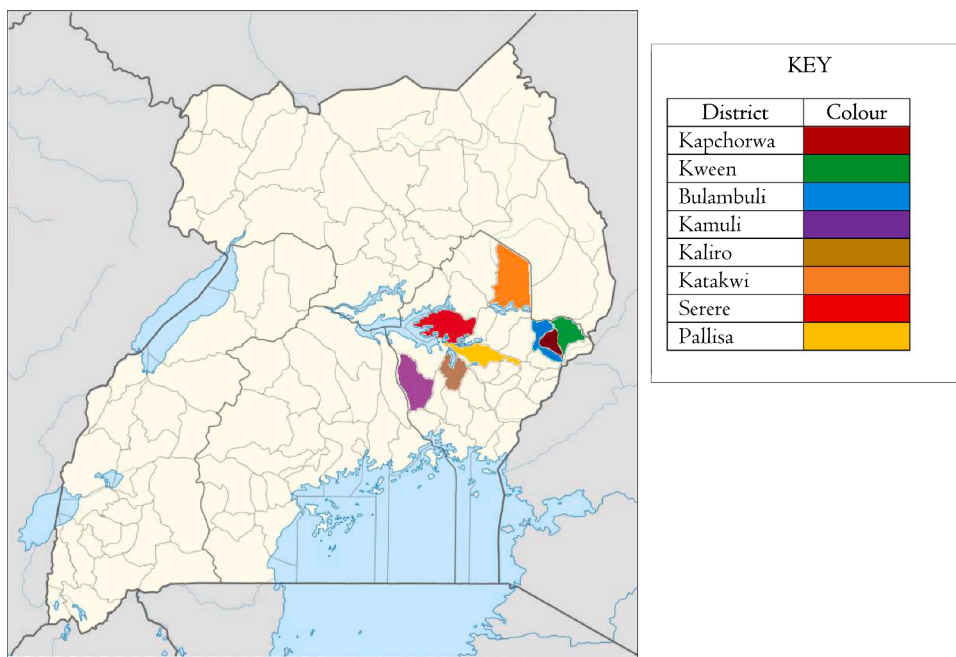 KEY
District Colour
Kapchorwa
Kween
Bulambuli
Kamuli
Kaliro
Katakwi
Serere
Pallisa